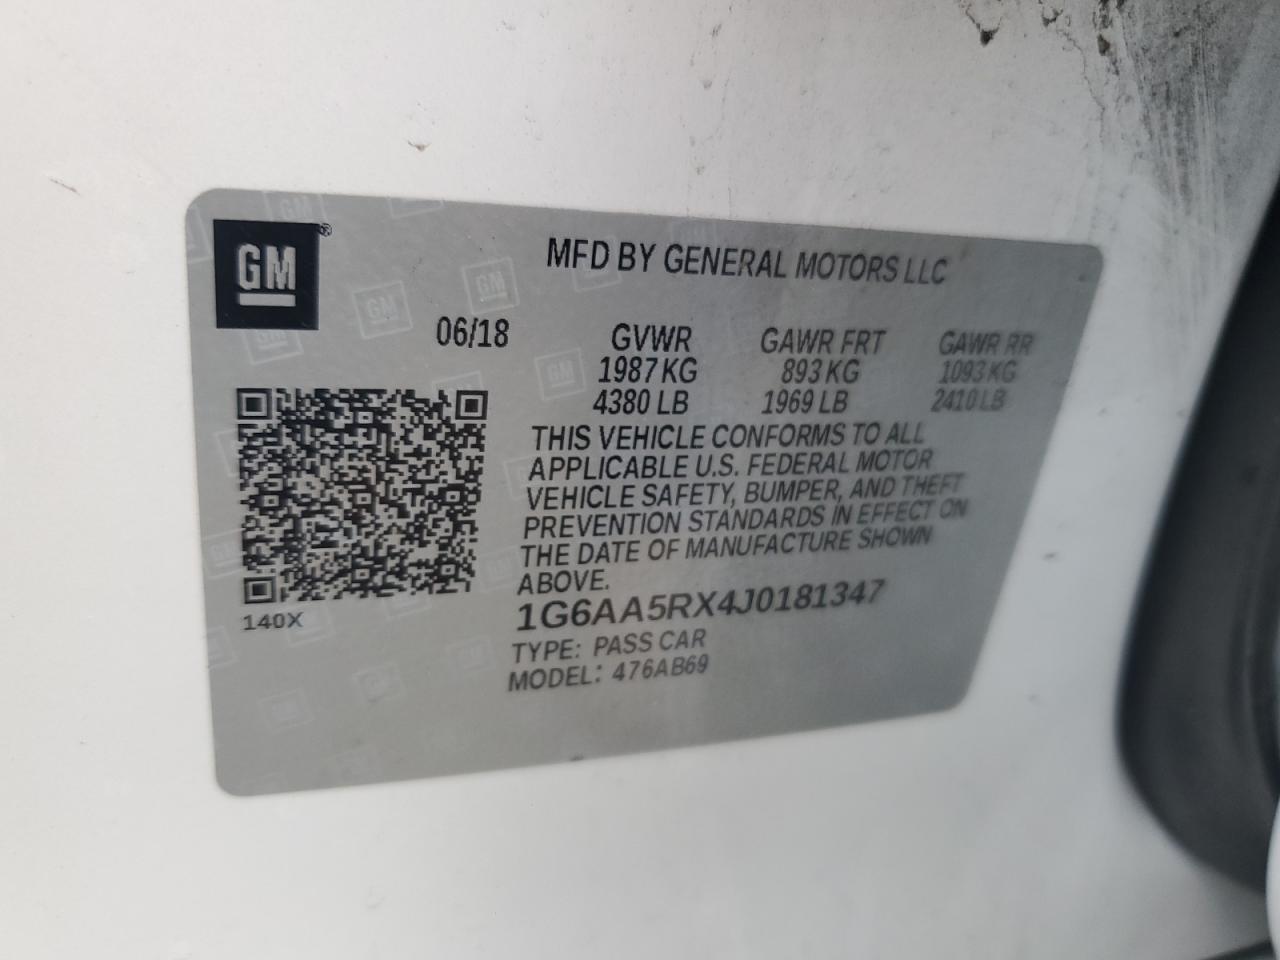 GM®
MFD BY GENERAL MOTORS LLC
06/18 GVWR GAWR FRT GAWR RR
1987 KG 893 KG 1093 KG
4380 LB 1969 LB 2410 LB
THIS VEHICLE CONFORMS TO ALL
APPLICABLE U.S. FEDERAL MOTOR
VEHICLE SAFETY, BUMPER, AND THEFT
PREVENTION STANDARDS IN EFFECT ON
THE DATE OF MANUFACTURE SHOWN
ABOVE.
140X
1G6AA5RX4J0181347
TYPE: PASS CAR
MODEL: 476AB69